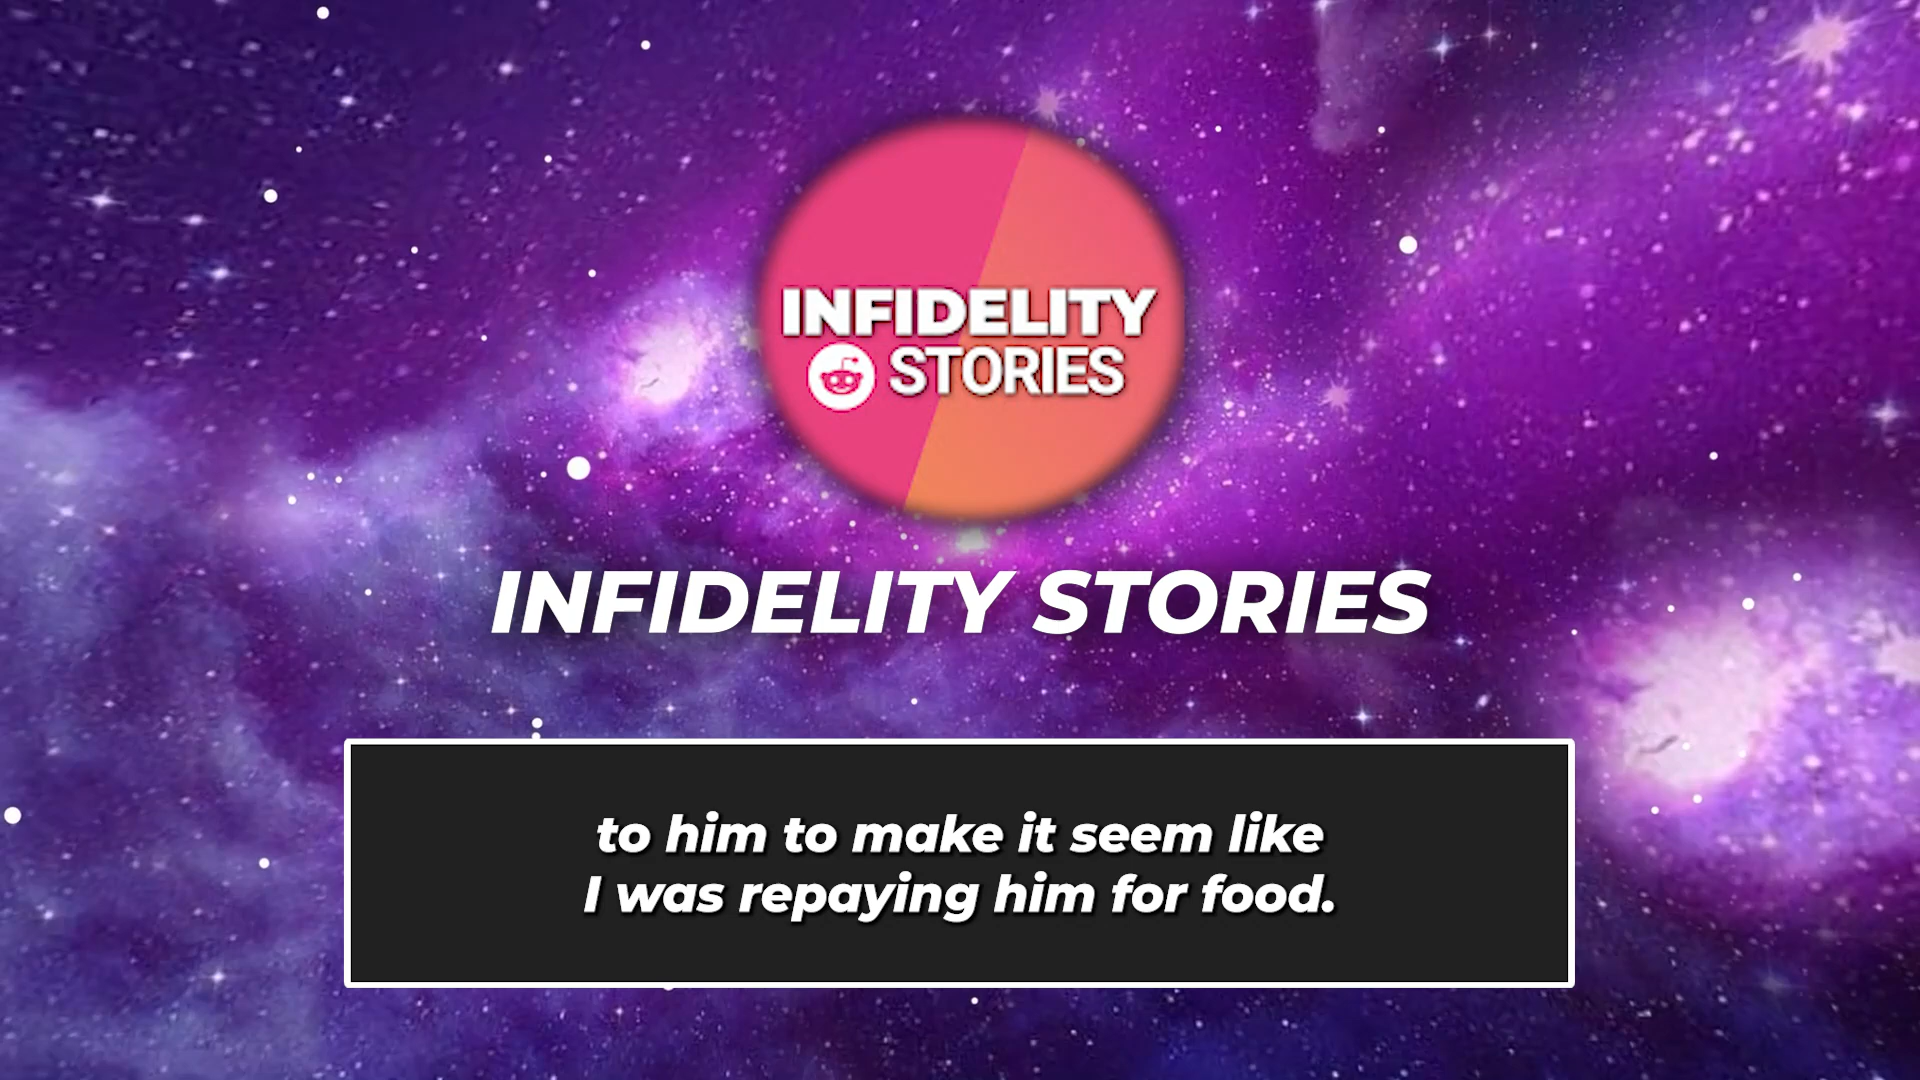 INFIDELITY
STORIES
INFIDELITY STORIES
to him to make it seem like
I was repaying him for food.